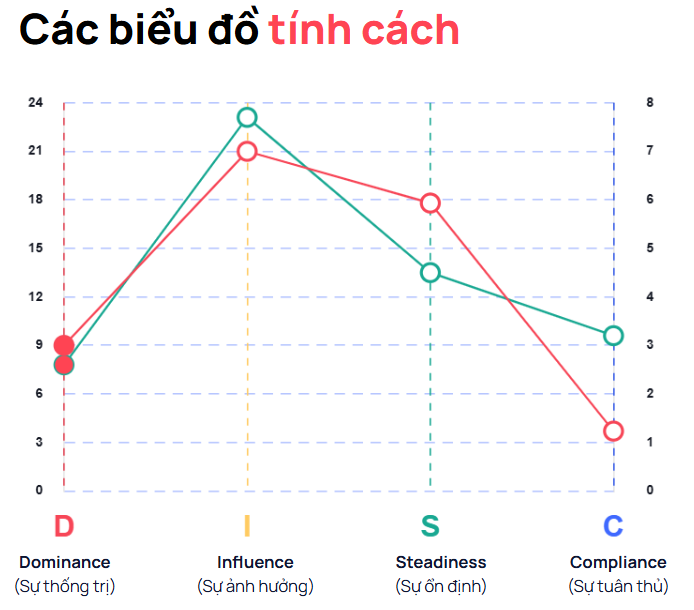 Các biểu đồ tính cách
24 8
21 7
18 6
15 5
12 4
9 3
6 2
3 1
0 0
D I S C
Dominance Influence Steadiness Compliance
(Sự thống trị) (Sự ảnh hưởng) (Sự ổn định) (Sự tuân thủ)